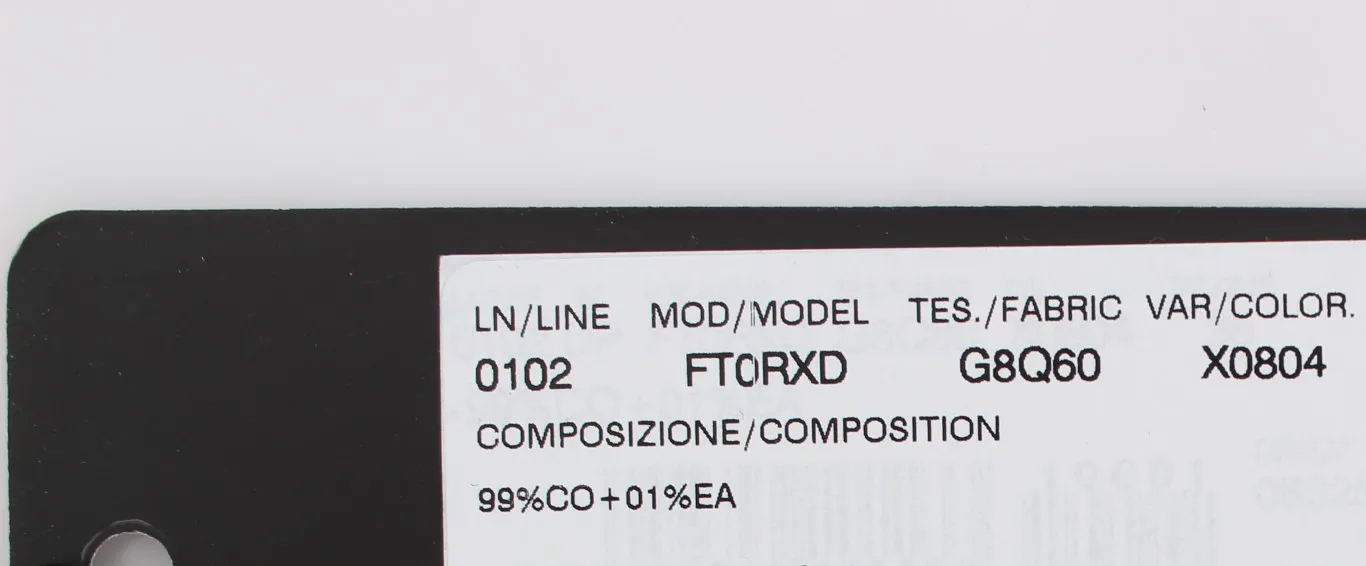 LN/LINE MOD/MODEL TES./FABRIC VAR/COLOR.
0102 FT0RXD G8Q60 X0804
COMPOSIZIONE/COMPOSITION
99%CO+01%EA